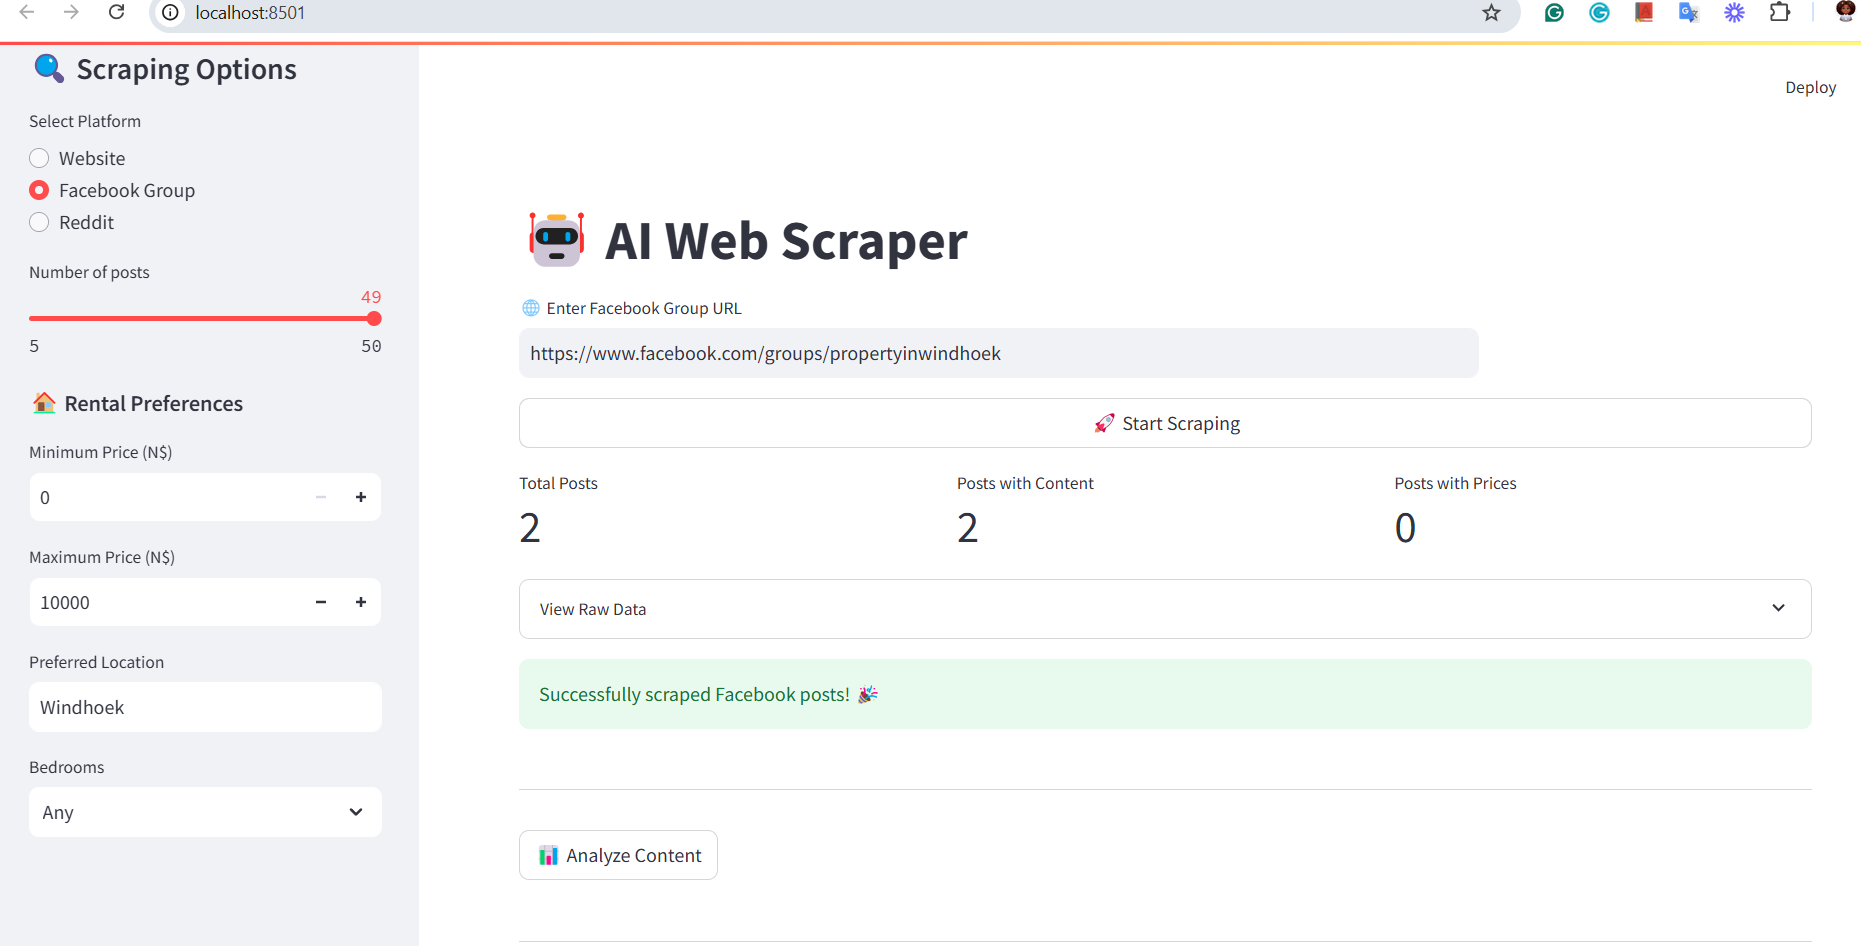 localhost:8501
Scraping Options
Deploy
Select Platform
Website
Facebook Group
Reddit
Number of posts
49
5 50
Rental Preferences
Minimum Price (N$)
0
Maximum Price (N$)
10000
Preferred Location
Windhoek
Bedrooms
Any
AI Web Scraper
Enter Facebook Group URL
https://www.facebook.com/groups/propertyinwindhoek
Start Scraping
Total Posts
2
Posts with Content
2
Posts with Prices
0
View Raw Data
Successfully scraped Facebook posts!
Analyze Content